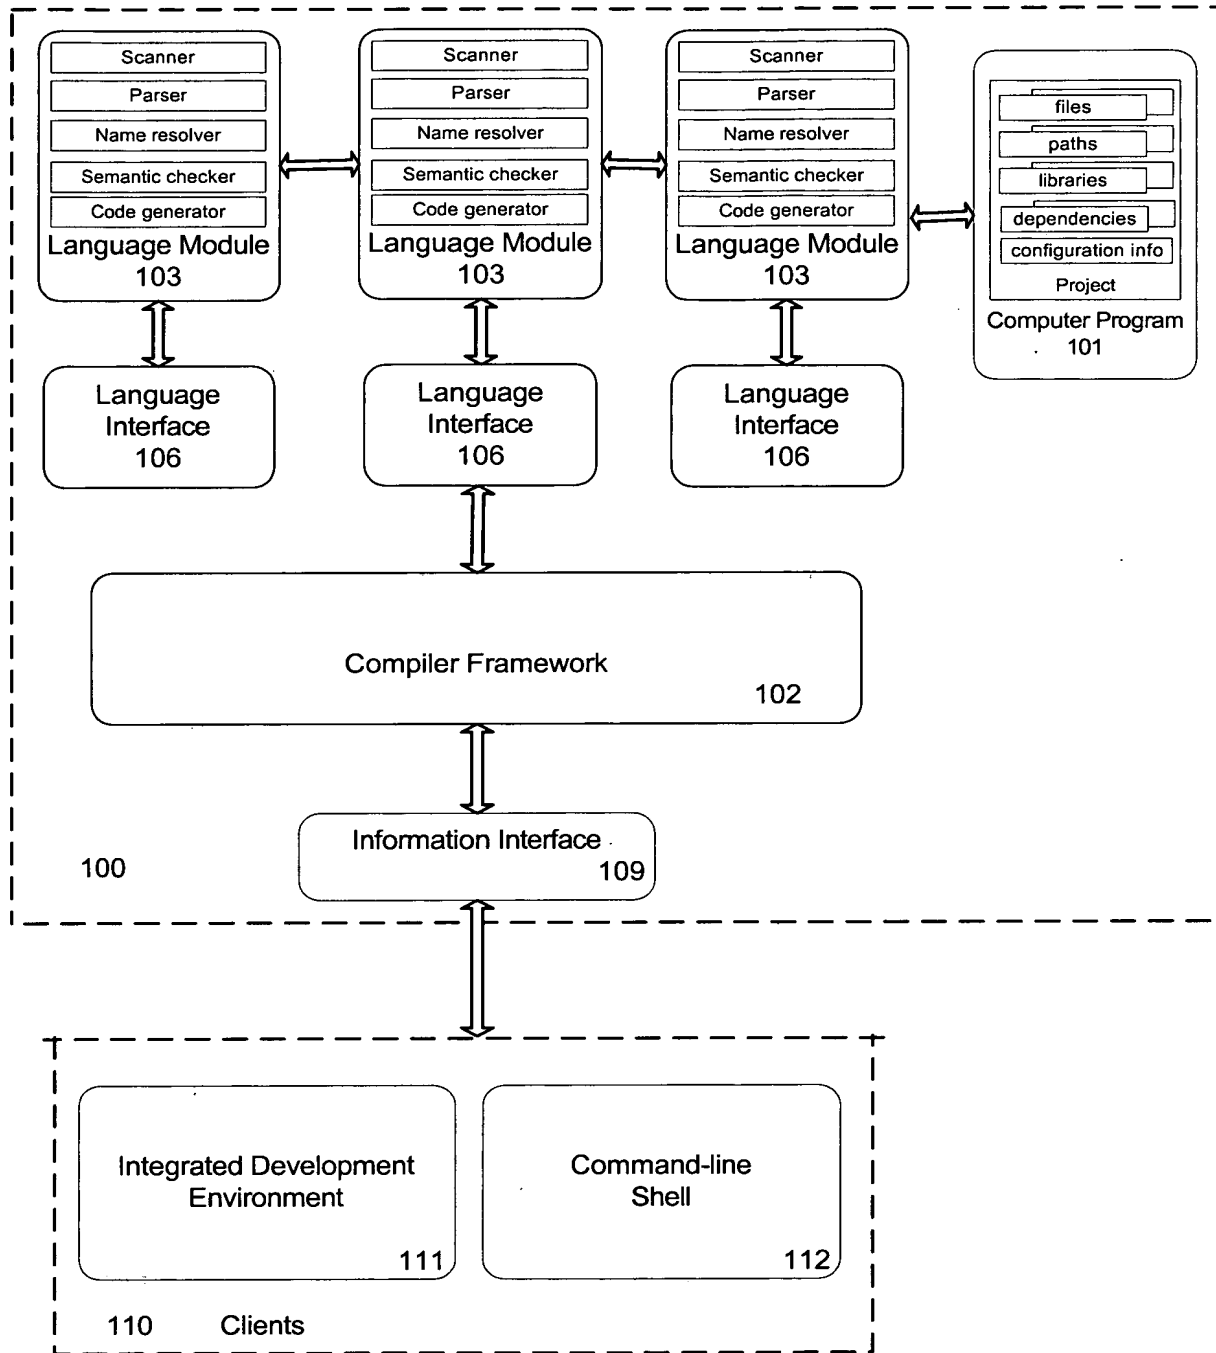 Scanner
Parser
Name resolver
Semantic checker
Code generator
Language Module
103
Scanner
Parser
Name resolver
Semantic checker
Code generator
Language Module
103
Scanner
Parser
Name resolver
Semantic checker
Code generator
Language Module
103
files
paths
libraries
dependencies
configuration info
Project
Computer Program
101
Language
Interface
106
Language
Interface
106
Language
Interface
106
Compiler Framework
102
Information Interface
109
100
Integrated Development
Environment
111
Command-line
Shell
112
110 Clients